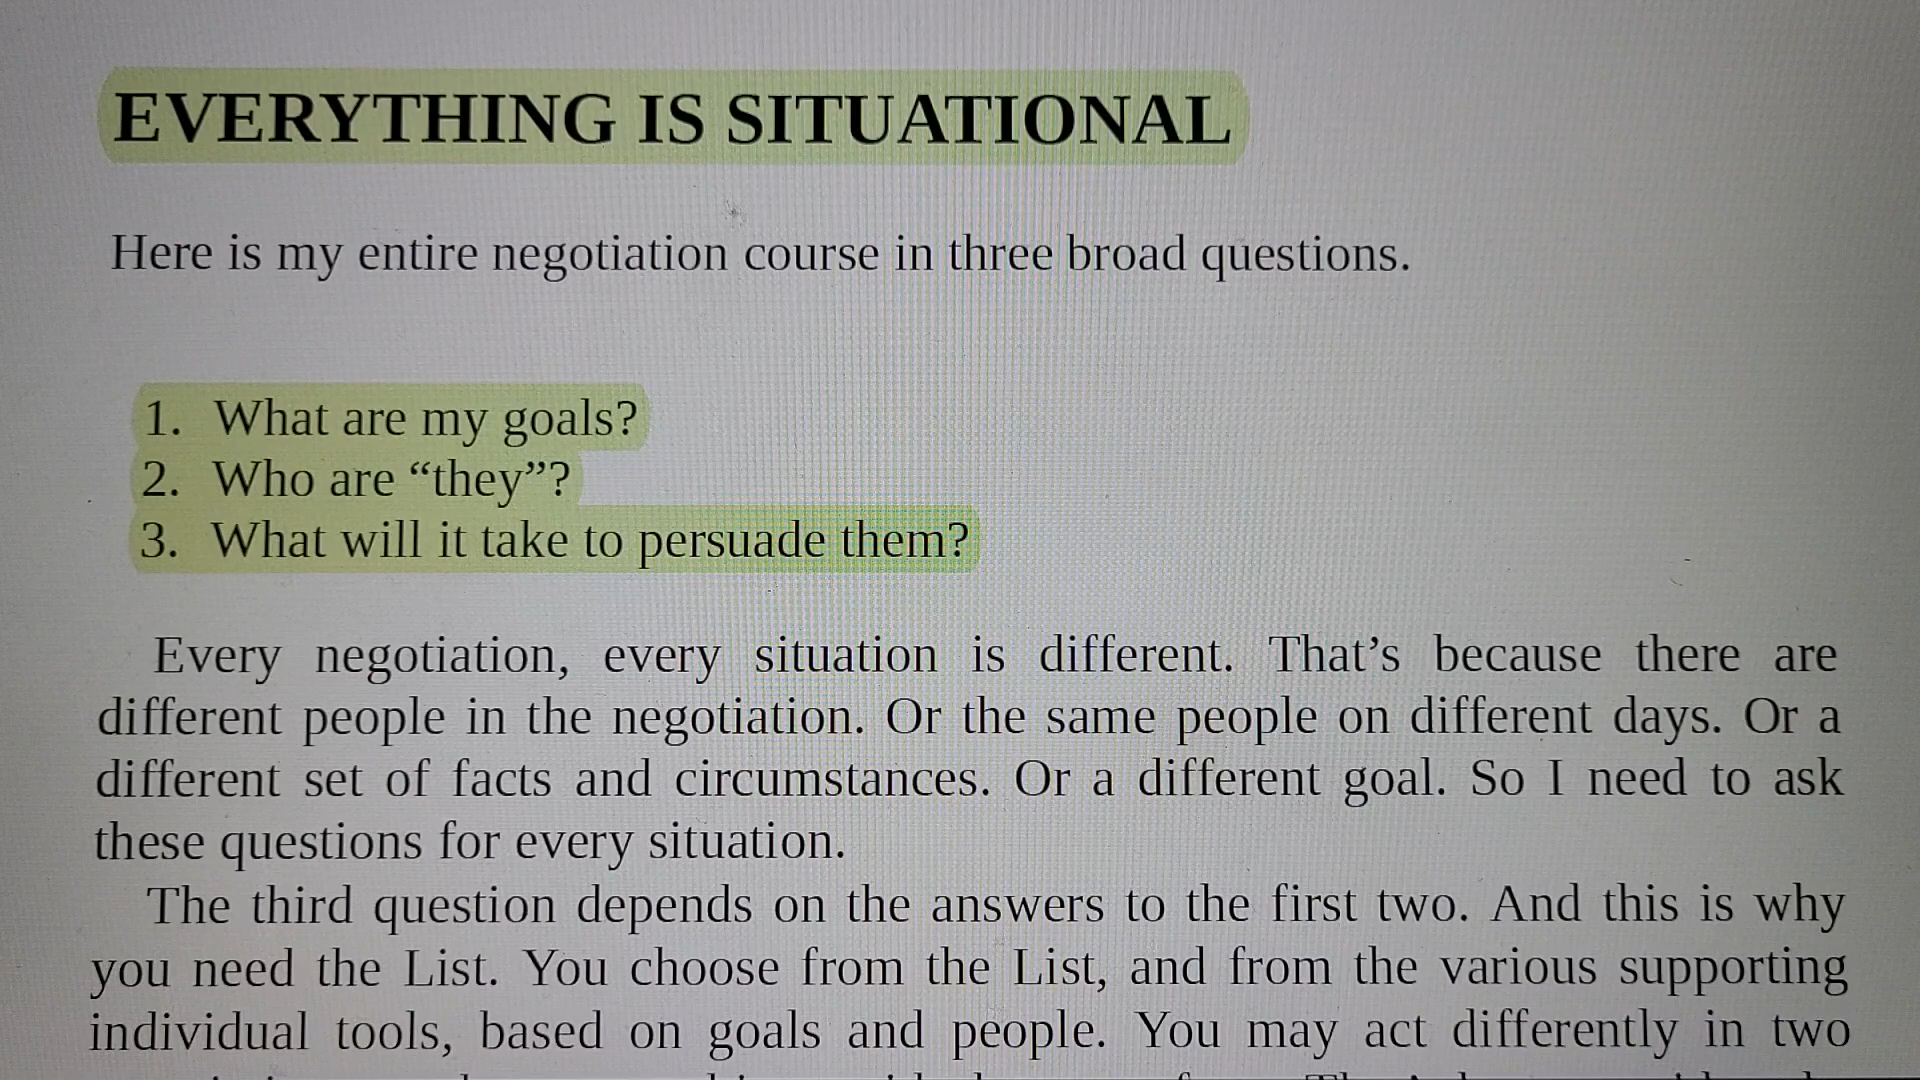 EVERYTHING IS SITUATIONAL
Here is my entire negotiation course in three broad questions.
1. What are my goals?
2. Who are “they”?
3. What will it take to persuade them?
Every negotiation, every situation is different. That’s because there are
different people in the negotiation. Or the same people on different days. Or a
different set of facts and circumstances. Or a different goal. So I need to ask
these questions for every situation.
The third question depends on the answers to the first two. And this is why
you need the List. You choose from the List, and from the various supporting
individual tools, based on goals and people. You may act differently in two